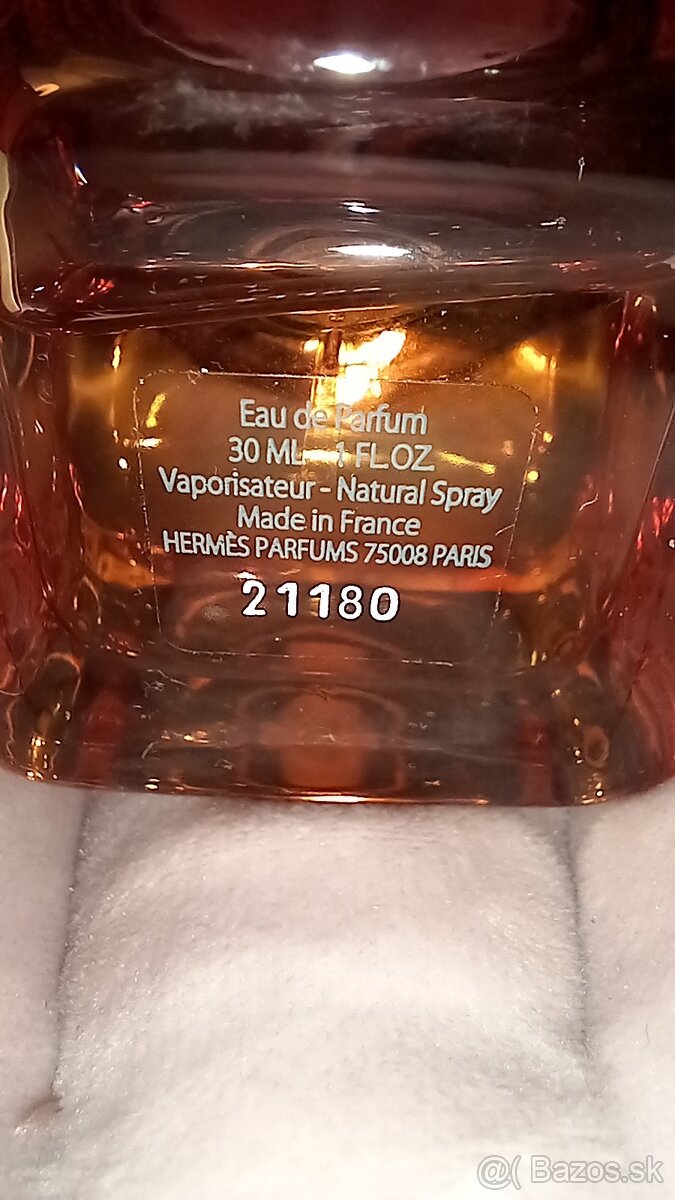 Eau de Parfum
30 ML 1 FL.OZ
Vaporisateur - Natural Spray
Made in France
HERMÈS PARFUMS 75008 PARIS
21180
@( Bazos.sk